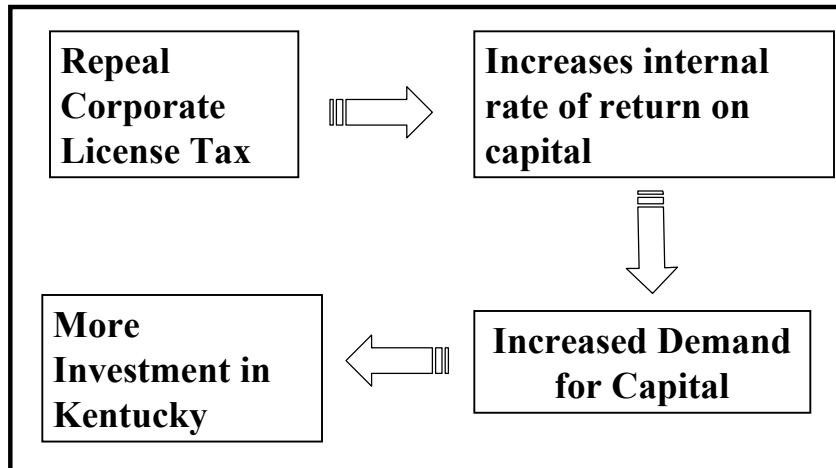 Repeal
Corporate
License Tax
Increases internal
rate of return on
capital
Increased Demand
for Capital
More
Investment in
Kentucky